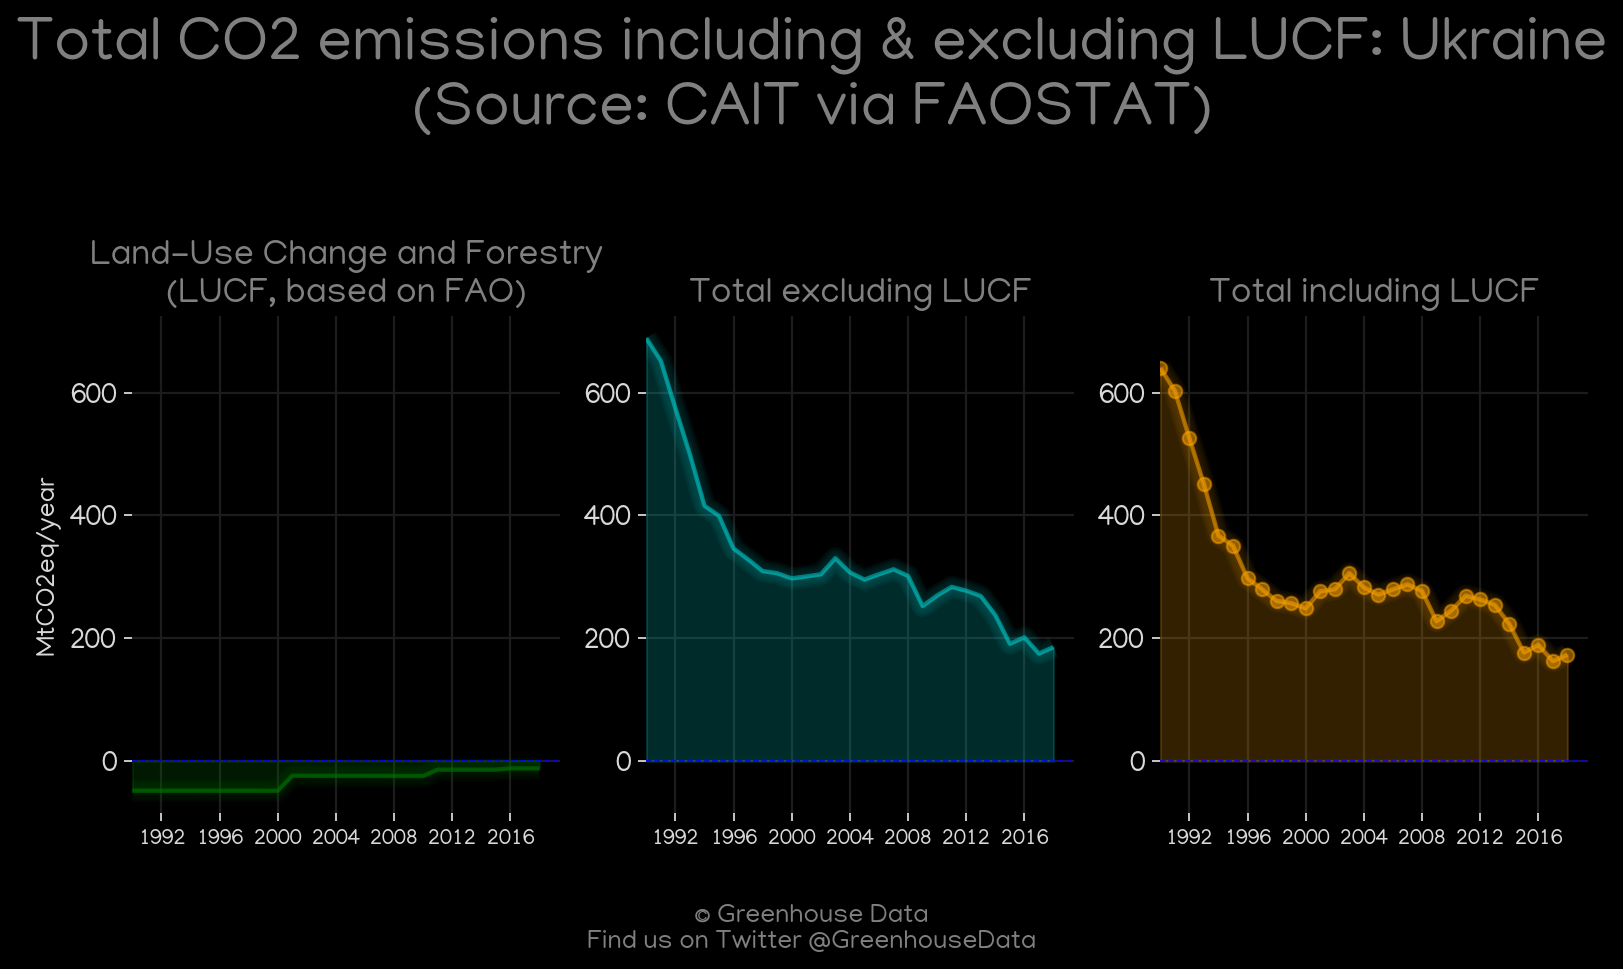 Total CO2 emissions including & excluding LUCF: Ukraine
(Source: CAIT via FAOSTAT)
Land-Use Change and Forestry
(LUCF, based on FAO)
Total excluding LUCF
Total including LUCF
MtCO2eq/year
600
400
200
0
1992 1996 2000 2004 2008 2012 2016
600
400
200
0
1992 1996 2000 2004 2008 2012 2016
600
400
200
0
1992 1996 2000 2004 2008 2012 2016
© Greenhouse Data
Find us on Twitter @GreenhouseData